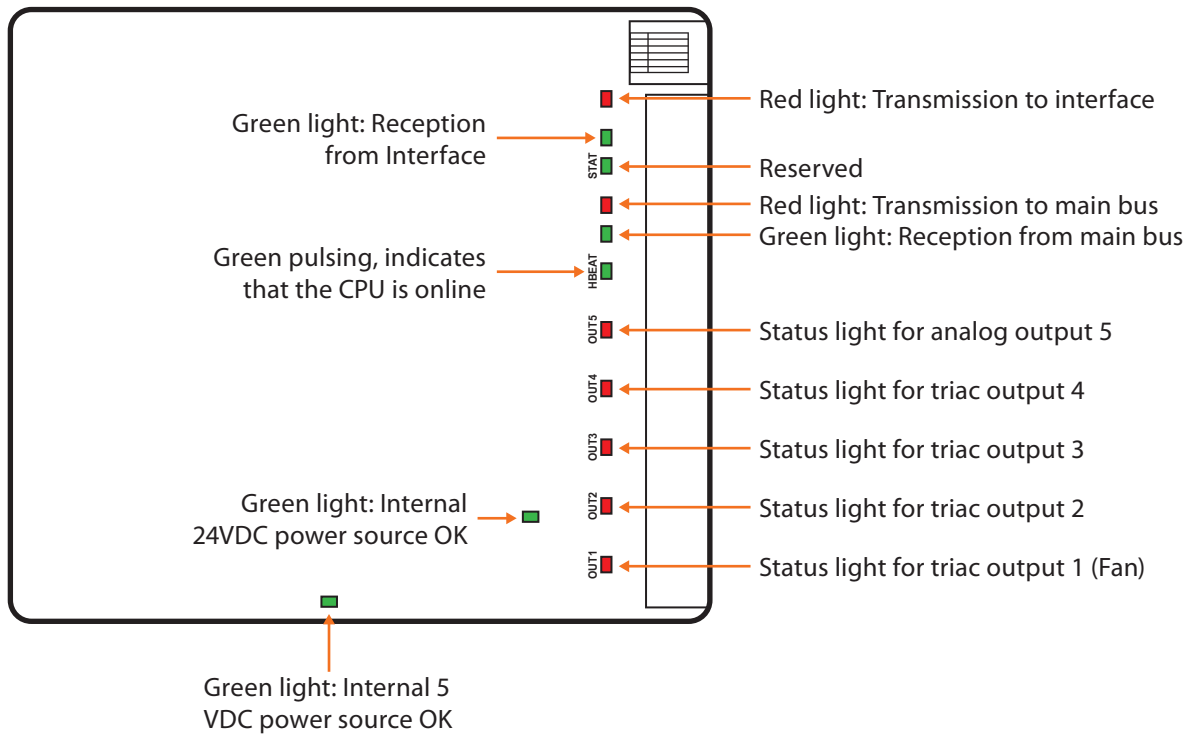 Red light: Transmission to interface
Green light: Reception
from Interface
STAT
Reserved
Red light: Transmission to main bus
Green light: Reception from main bus
Green pulsing, indicates
that the CPU is online
HBEAT
OUT5
Status light for analog output 5
OUT4
Status light for triac output 4
OUT3
Status light for triac output 3
Green light: Internal
24VDC power source OK
OUT2
Status light for triac output 2
OUT1
Status light for triac output 1 (Fan)
Green light: Internal 5
VDC power source OK